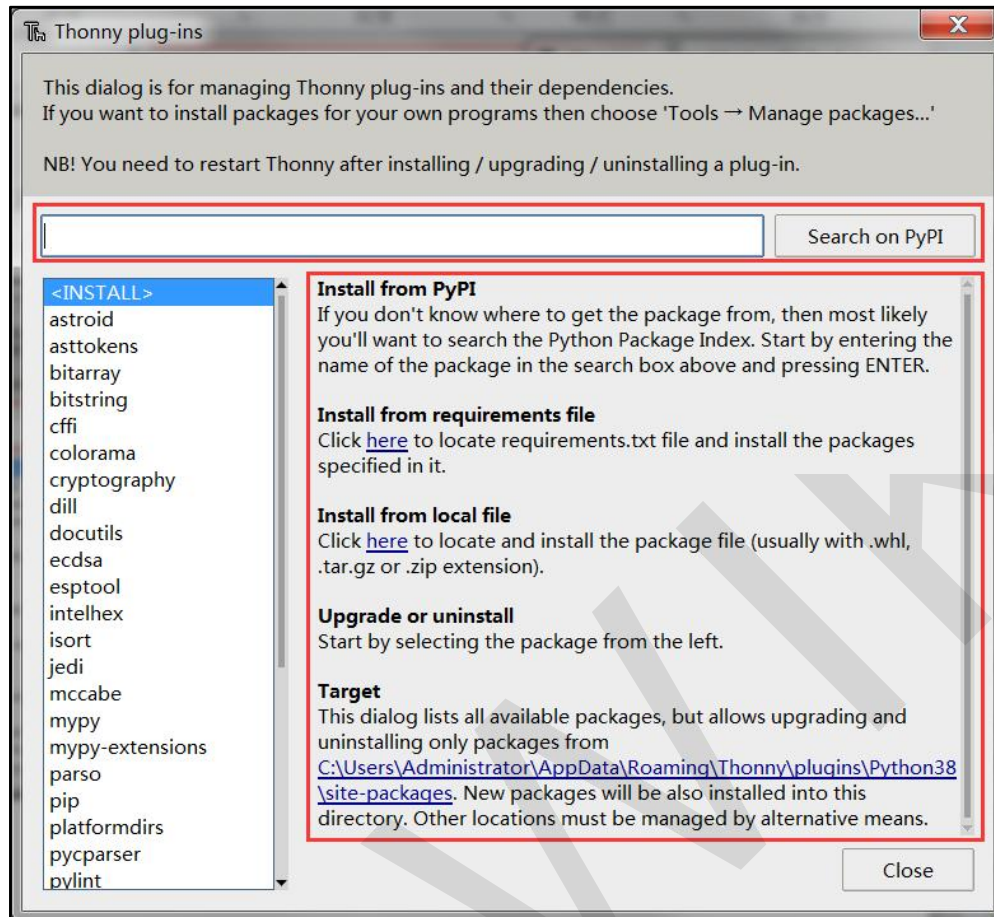 Thonny plug-ins
This dialog is for managing Thonny plug-ins and their dependencies.
If you want to install packages for your own programs then choose 'Tools → Manage packages...'
NB! You need to restart Thonny after installing / upgrading / uninstalling a plug-in.
Search on PyPI
<INSTALL>
astroid
asttokens
bitarray
bitstring
cffi
colorama
cryptography
dill
docutils
ecdsa
esptool
intelhex
isort
jedi
mccabe
mypy
mypy-extensions
parso
pip
platformdirs
pycparser
pylint
Install from PyPI
If you don't know where to get the package from, then most likely
you'll want to search the Python Package Index. Start by entering the
name of the package in the search box above and pressing ENTER.
Install from requirements file
Click here to locate requirements.txt file and install the packages
specified in it.
Install from local file
Click here to locate and install the package file (usually with .whl,
.tar.gz or .zip extension).
Upgrade or uninstall
Start by selecting the package from the left.
Target
This dialog lists all available packages, but allows upgrading and
uninstalling only packages from
C:\Users\Administrator\AppData\Roaming\Thonny\plugins\Python38
\site-packages. New packages will be also installed into this
directory. Other locations must be managed by alternative means.
Close